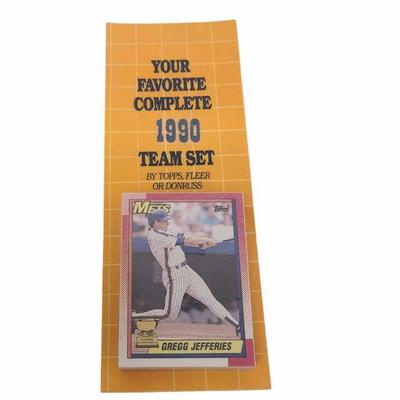 YOUR
FAVORITE
COMPLETE
1990
TEAM SET
BY TOPPS, FLEER
OR DONRUSS
METS
Topps
GREGG JEFFERIES